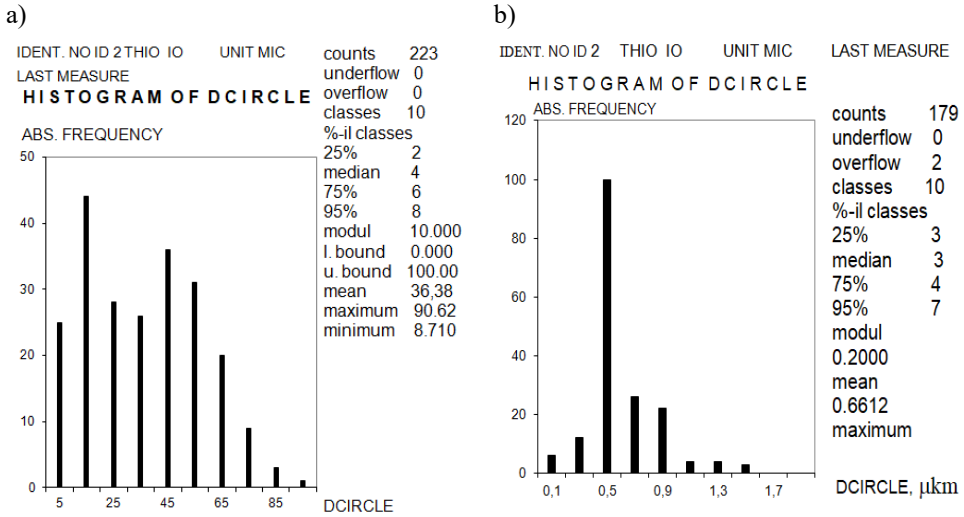 a)
IDENT. NO ID 2 THIO IO UNIT MIC
LAST MEASURE
HISTOGRAM OF DCIRCLE
ABS. FREQUENCY
50
40
30
20
10
0
5 25 45 65 85
DCIRCLE
counts 223
underflow 0
overflow 0
classes 10
%-il classes
25% 2
median 4
75% 6
95% 8
modul 10.000
l. bound 0.000
u. bound 100.00
mean 36,38
maximum 90.62
minimum 8.710
b)
IDENT. NO ID 2 THIO IO UNIT MIC LAST MEASURE
HISTOGRAM OF DCIRCLE
ABS. FREQUENCY
120
100
80
60
40
20
0
0,1 0,5 0,9 1,3 1,7
DCIRCLE, μkm
counts 179
underflow 0
overflow 2
classes 10
%-il classes
25% 3
median 3
75% 4
95% 7
modul
0.2000
mean
0.6612
maximum